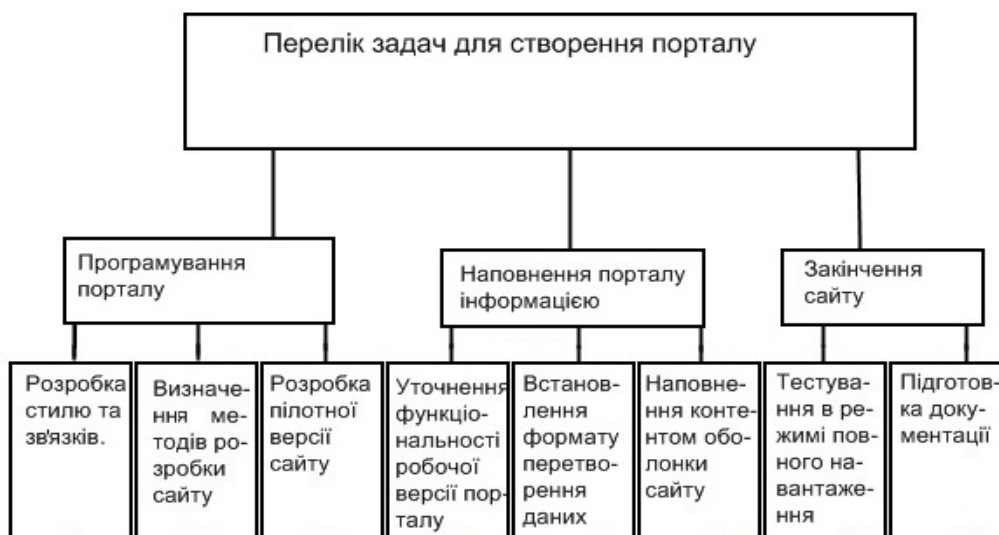 Перелік задач для створення порталу
Програмування
порталу
Наповнення порталу
інформацією
Закінчення
сайту
Розробка
стилю та
зв'язків.
Визначе-
ення ме-
тодів ро-
зробки
сайту
Розробка
пілотної
версії
сайту
Уточнення
функціо-
нальності
робочої
версії пор-
талу
Встанов-
лення
формату
перетво-
рення
даних
Наповне-
ння конте-
нтом обо-
лонки
сайту
Тестува-
ння в ре-
жимі пов-
ного на-
вантаже-
ння
Підготов-
ка доку-
ментації